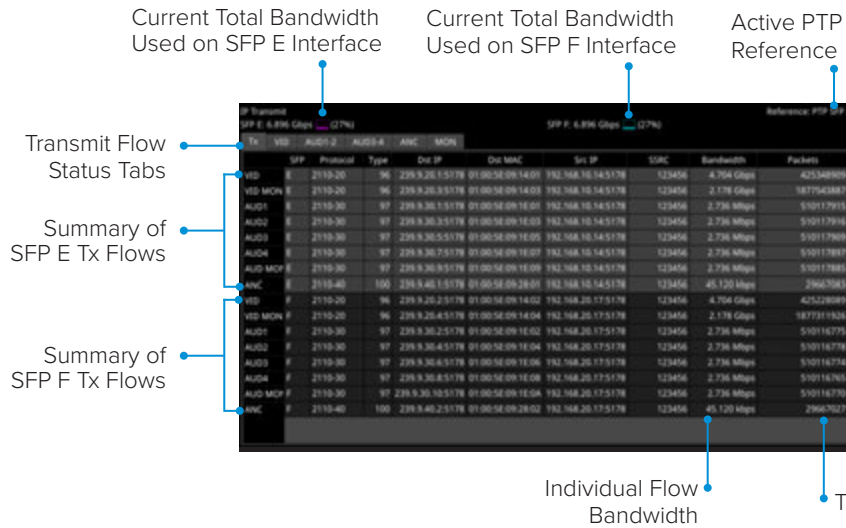 Current Total Bandwidth
Used on SFP E Interface
Current Total Bandwidth
Used on SFP F Interface
Active PTP
Reference
Transmit Flow
Status Tabs
Summary of
SFP E Tx Flows
Summary of
SFP F Tx Flows
Individual Flow
Bandwidth
T
IP Transmit
Reference: PTP SFP
SFP E: 6.896 Gbps (27%)
SFP F: 6.896 Gbps (27%)
Tx VID AUD1-2 AUD3-4 ANC MON
SFP Protocol Type Dst IP Dst MAC Src IP SSRC Bandwidth Packets
VID E 2110-20 96 239.9.20.1:5178 01:00:5E:09:14:01 192.168.10.14:5178 123456 4.704 Gbps 425348909
VID MON E 2110-20 96 239.9.20.3:5178 01:00:5E:09:14:03 192.168.10.14:5178 123456 2.178 Gbps 1877543887
AUD1 E 2110-30 97 239.9.30.1:5178 01:00:5E:09:1E:01 192.168.10.14:5178 123456 2.736 Mbps 510117915
AUD2 E 2110-30 97 239.9.30.3:5178 01:00:5E:09:1E:03 192.168.10.14:5178 123456 2.736 Mbps 510117916
AUD3 E 2110-30 97 239.9.30.5:5178 01:00:5E:09:1E:05 192.168.10.14:5178 123456 2.736 Mbps 510117909
AUD4 E 2110-30 97 239.9.30.7:5178 01:00:5E:09:1E:07 192.168.10.14:5178 123456 2.736 Mbps 510117897
AUD MON E 2110-30 97 239.9.30.9:5178 01:00:5E:09:1E:09 192.168.10.14:5178 123456 2.736 Mbps 510117885
ANC E 2110-40 100 239.9.40.1:5178 01:00:5E:09:28:01 192.168.10.14:5178 123456 45.120 kbps 29667083
VID F 2110-20 96 239.9.20.2:5178 01:00:5E:09:14:02 192.168.20.17:5178 123456 4.704 Gbps 425228089
VID MON F 2110-20 96 239.9.20.4:5178 01:00:5E:09:14:04 192.168.20.17:5178 123456 2.178 Gbps 1877311926
AUD1 F 2110-30 97 239.9.30.2:5178 01:00:5E:09:1E:02 192.168.20.17:5178 123456 2.736 Mbps 510116775
AUD2 F 2110-30 97 239.9.30.4:5178 01:00:5E:09:1E:04 192.168.20.17:5178 123456 2.736 Mbps 510116778
AUD3 F 2110-30 97 239.9.30.6:5178 01:00:5E:09:1E:06 192.168.20.17:5178 123456 2.736 Mbps 510116774
AUD4 F 2110-30 97 239.9.30.8:5178 01:00:5E:09:1E:08 192.168.20.17:5178 123456 2.736 Mbps 510116765
AUD MON F 2110-30 97 239.9.30.10:5178 01:00:5E:09:1E:0A 192.168.20.17:5178 123456 2.736 Mbps 510116770
ANC F 2110-40 100 239.9.40.2:5178 01:00:5E:09:28:02 192.168.20.17:5178 123456 45.120 kbps 29667027